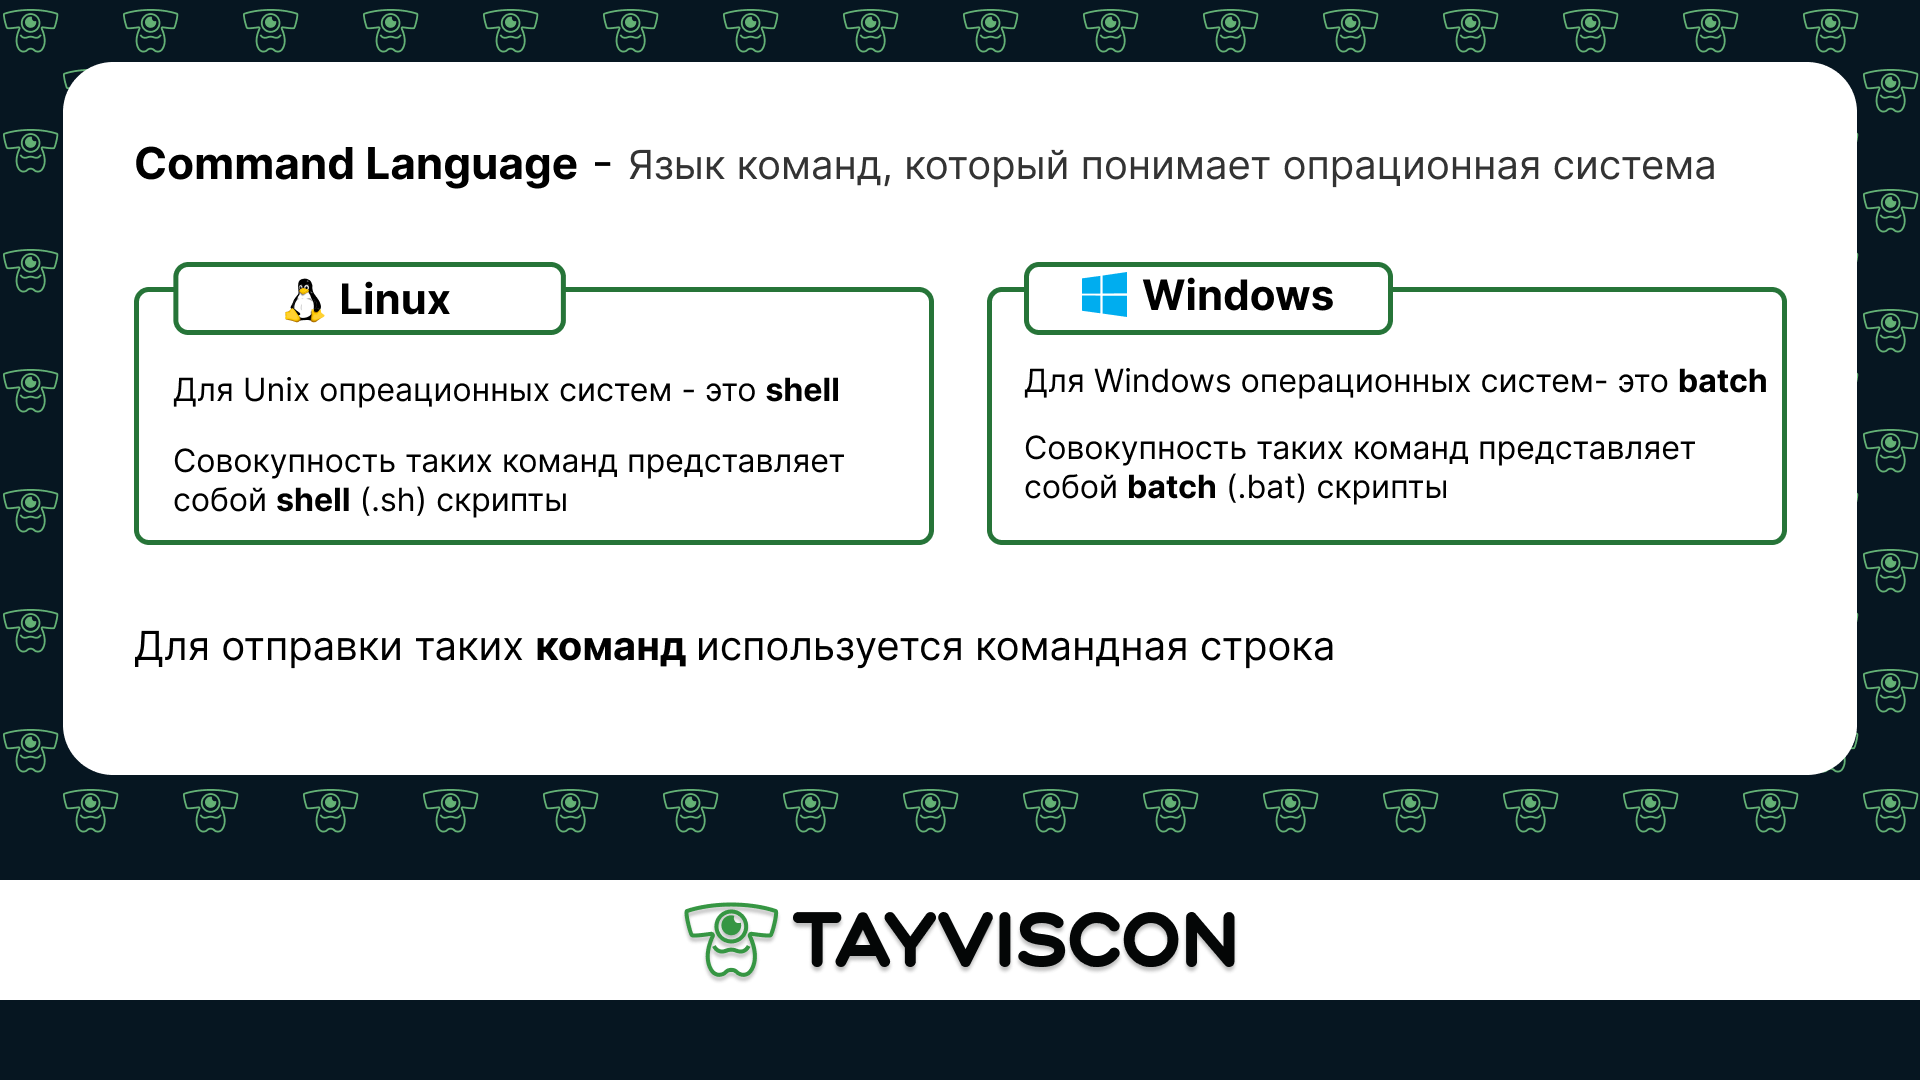 Command Language - Язык команд, который понимает опрационная система
Linux
Для Unix опреационных систем - это shell
Совокупность таких команд представляет
собой shell (.sh) скрипты
Windows
Для Windows операционных систем- это batch
Совокупность таких команд представляет
собой batch (.bat) скрипты
Для отправки таких команд используется командная строка
TAYVISCON